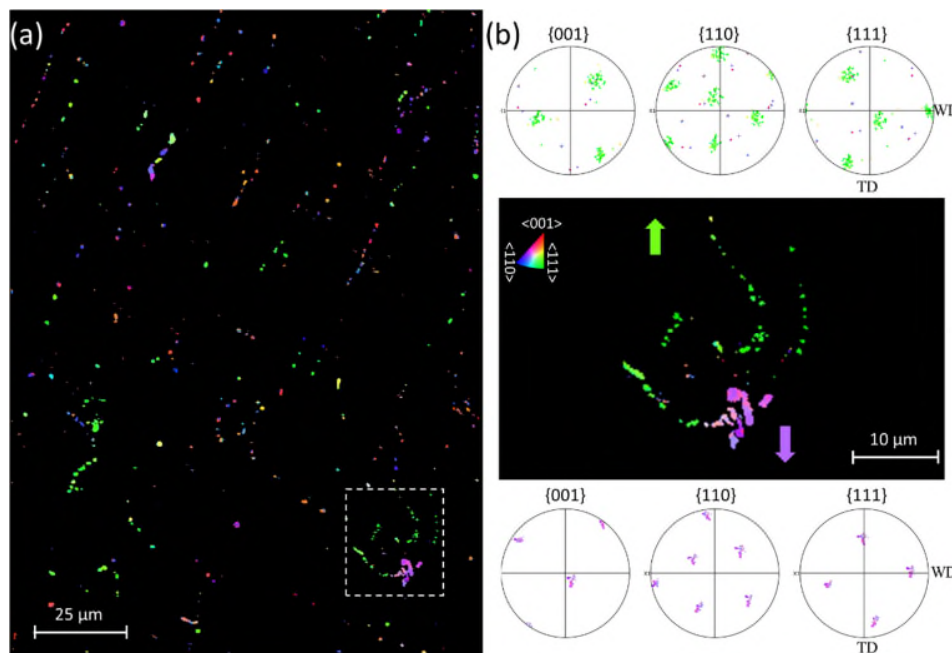 (a)
25 μm
(b)
{001} {110} {111}
WD
TD
<001>
<110>
<111>
10 μm
{001} {110} {111}
WD
TD